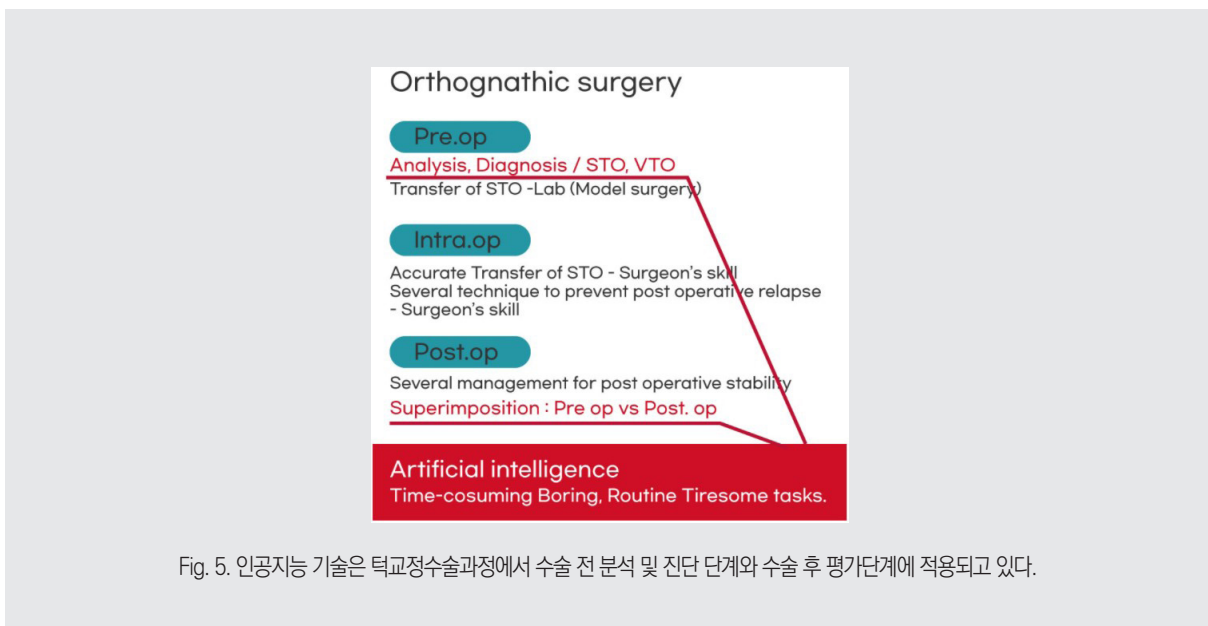 Orthognathic surgery
Pre.op
Analysis, Diagnosis / STO, VTO
Transfer of STO -Lab (Model surgery)
Intra.op
Accurate Transfer of STO - Surgeon's skill
Several technique to prevent post operative relapse
- Surgeon's skill
Post.op
Several management for post operative stability
Superimposition : Pre op vs Post. op
Artificial intelligence
Time-cosuming Boring, Routine Tiresome tasks.
Fig. 5. 인공지능 기술은 턱교정수술과정에서 수술 전 분석 및 진단 단계와 수술 후 평가단계에 적용되고 있다.